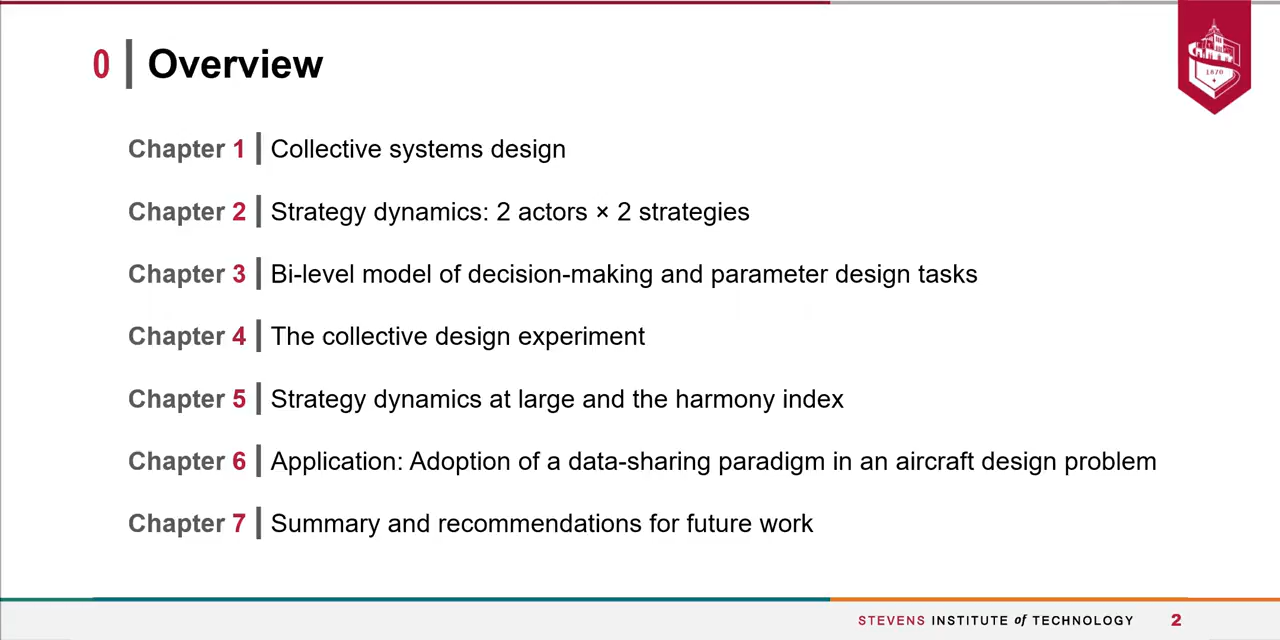 0 | Overview
1870
Chapter 1 | Collective systems design
Chapter 2 | Strategy dynamics: 2 actors × 2 strategies
Chapter 3 | Bi-level model of decision-making and parameter design tasks
Chapter 4 | The collective design experiment
Chapter 5 | Strategy dynamics at large and the harmony index
Chapter 6 | Application: Adoption of a data-sharing paradigm in an aircraft design problem
Chapter 7 | Summary and recommendations for future work
STEVENS INSTITUTE of TECHNOLOGY 2